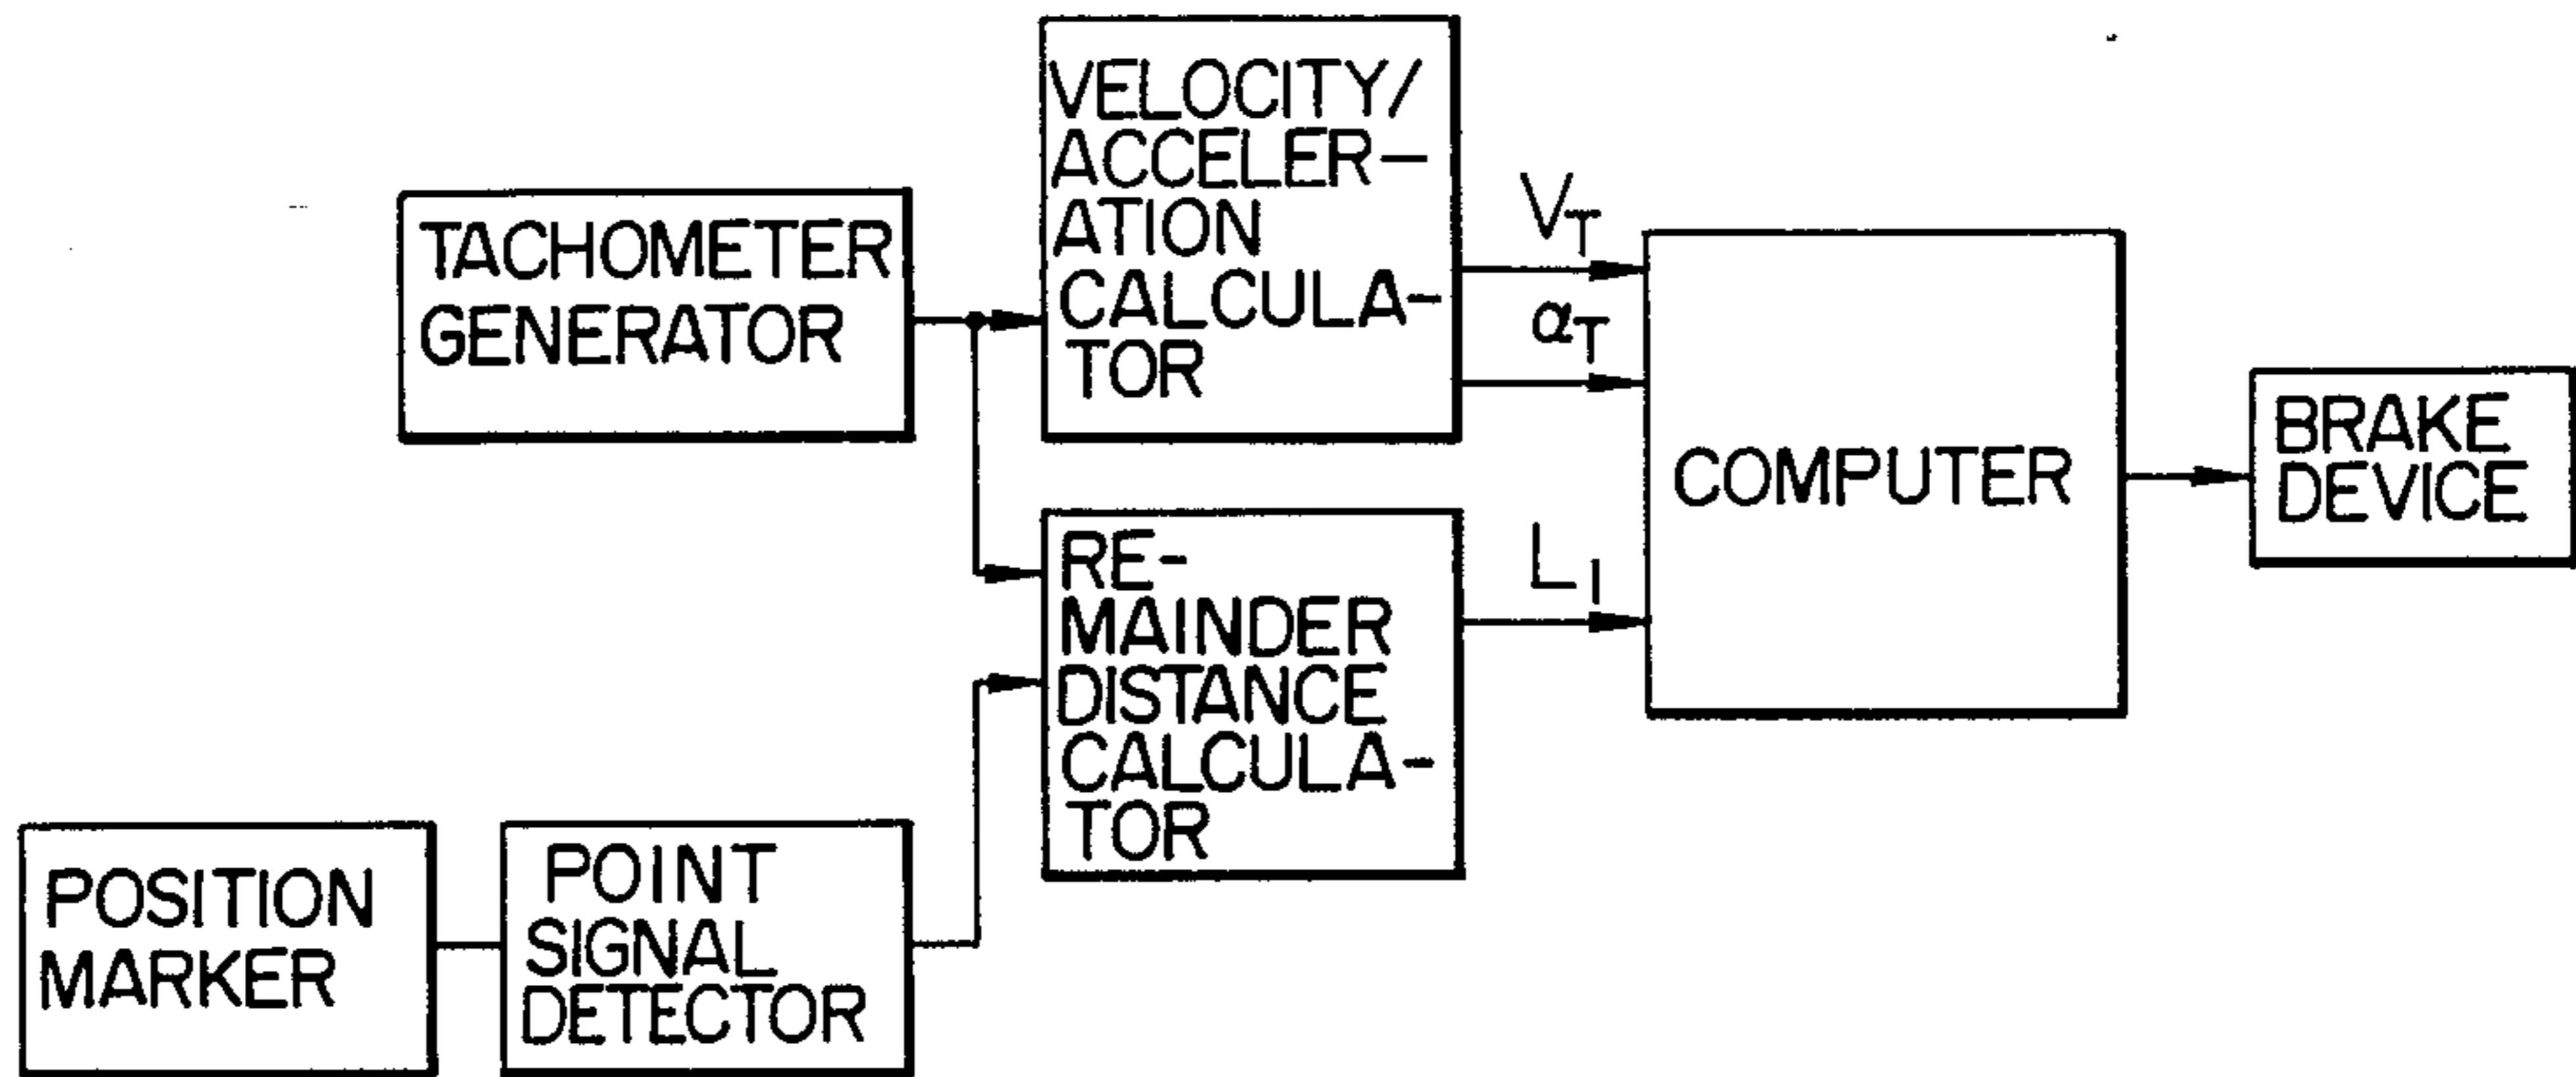 VELOCITY/
ACCELER-
ATION
CALCULA-
TOR
TACHOMETER
GENERATOR
V_T
α_T
COMPUTER
BRAKE
DEVICE
RE-
MAINDER
DISTANCE
CALCULA-
TOR
L_1
POSITION
MARKER
POINT
SIGNAL
DETECTOR